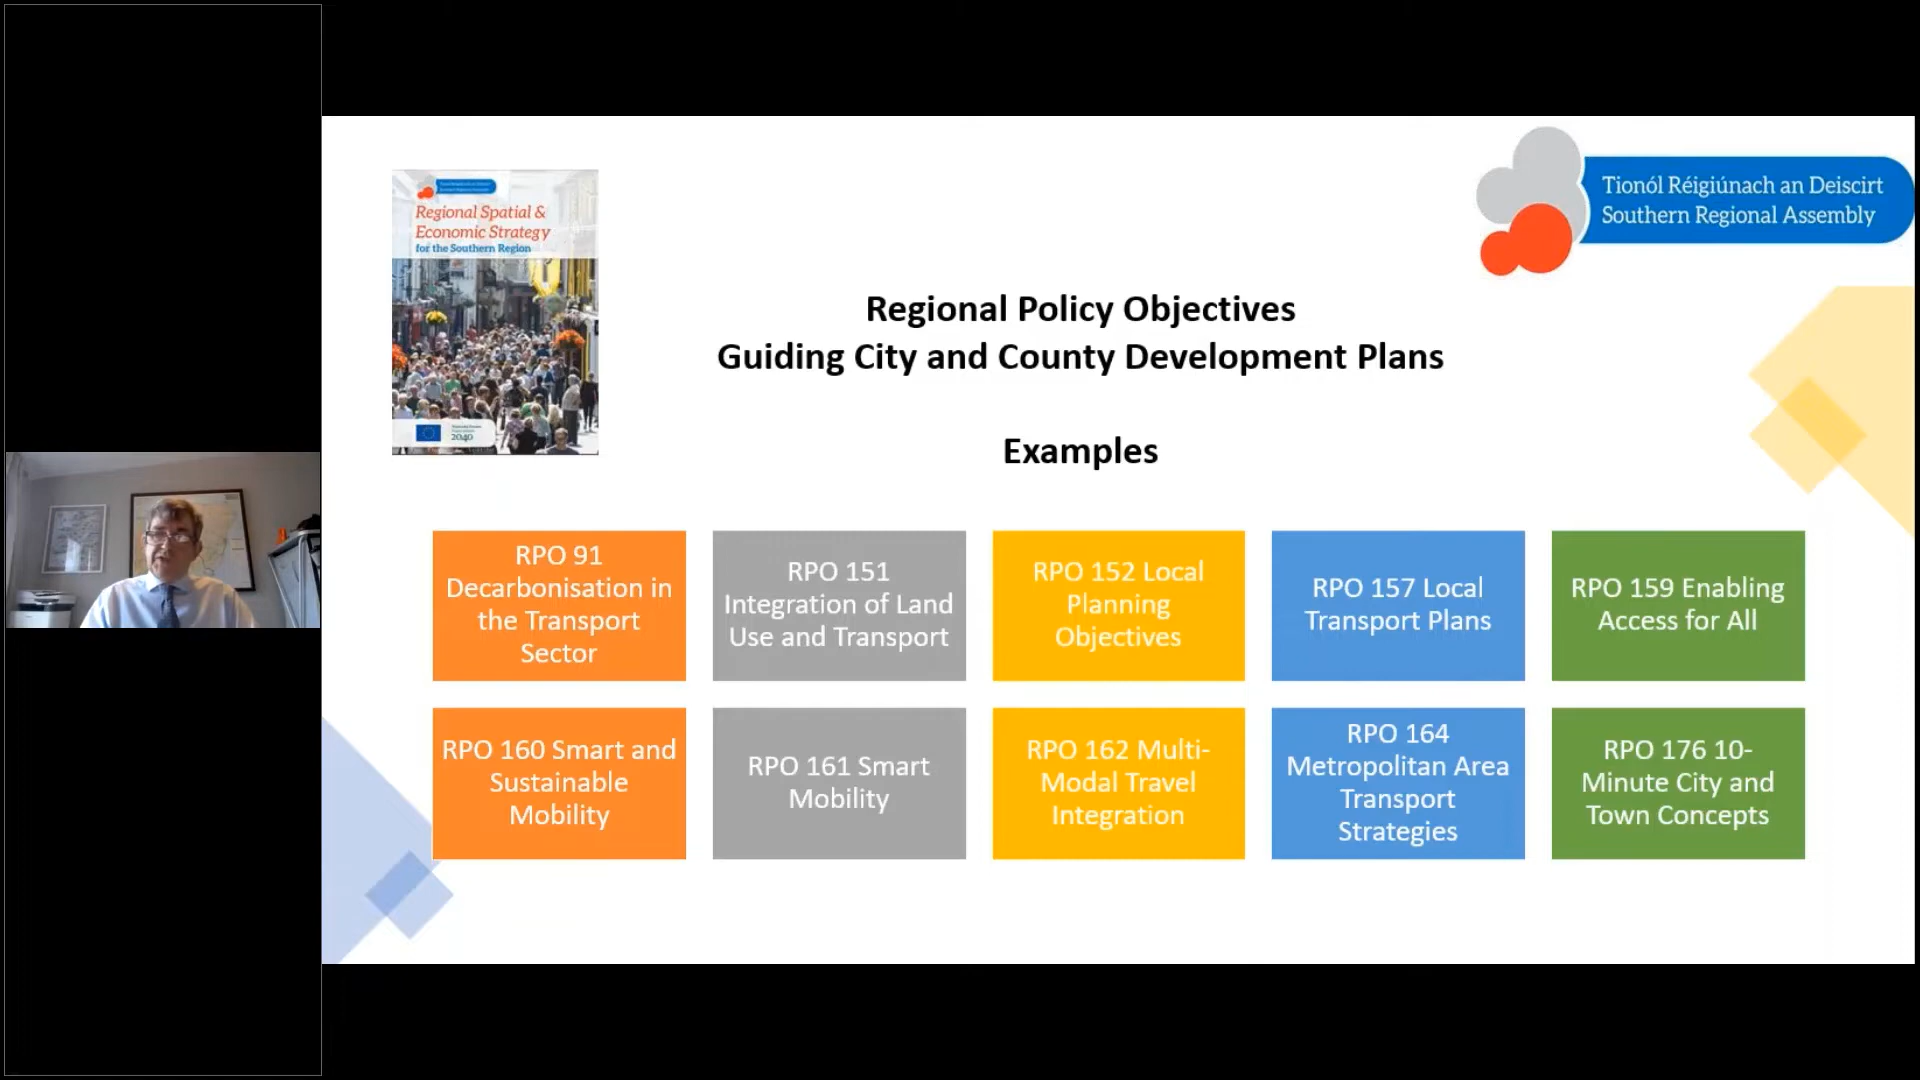 Tionól Réigiúnach an Deiscirt
Southern Regional Assembly
Regional Spatial &
Economic Strategy
for the Southern Region
2040
Regional Policy Objectives
Guiding City and County Development Plans
Examples
RPO 91
Decarbonisation in
the Transport
Sector
RPO 151
Integration of Land
Use and Transport
RPO 152 Local
Planning
Objectives
RPO 157 Local
Transport Plans
RPO 159 Enabling
Access for All
RPO 160 Smart and
Sustainable
Mobility
RPO 161 Smart
Mobility
RPO 162 Multi-
Modal Travel
Integration
RPO 164
Metropolitan Area
Transport
Strategies
RPO 176 10-
Minute City and
Town Concepts